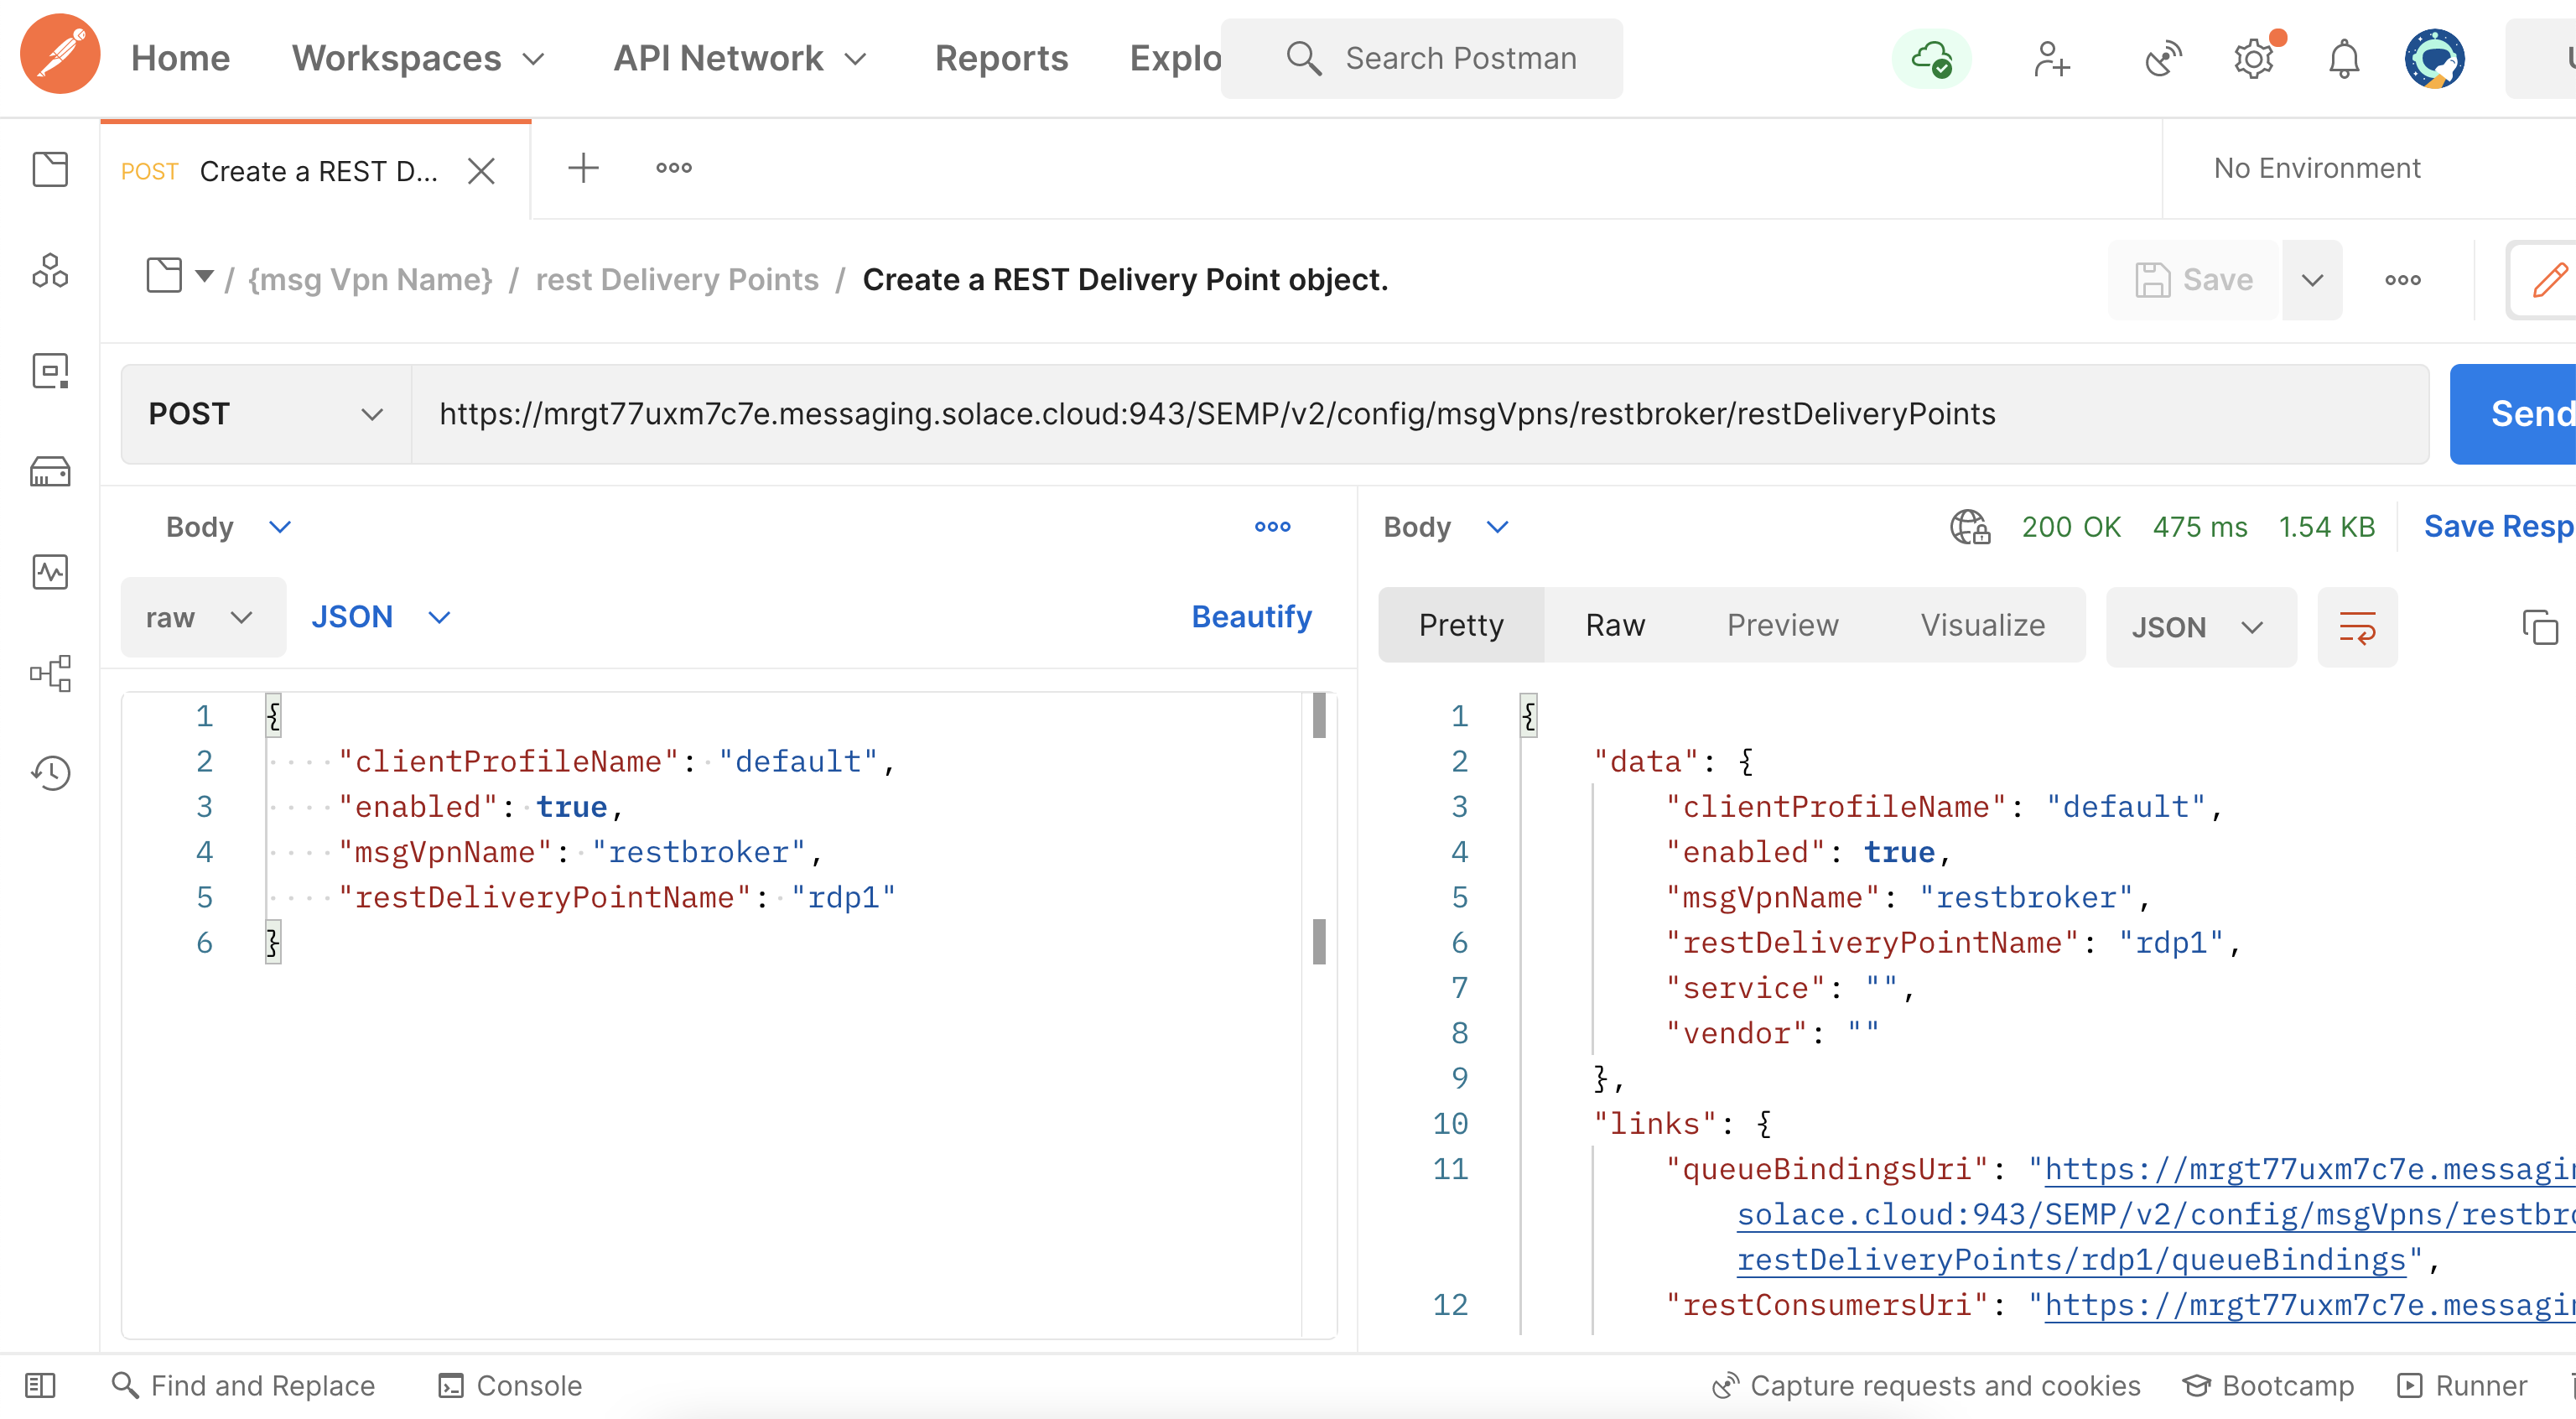 Home Workspaces API Network Reports Explo Search Postman
POST Create a REST D... No Environment
/ {msg Vpn Name} / rest Delivery Points / Create a REST Delivery Point object. Save
POST https://mrgt77uxm7c7e.messaging.solace.cloud:943/SEMP/v2/config/msgVpns/restbroker/restDeliveryPoints Send
Body
raw JSON Beautify
1 {
2 "clientProfileName": "default",
3 "enabled": true,
4 "msgVpnName": "restbroker",
5 "restDeliveryPointName": "rdp1"
6 }
Body 200 OK 475 ms 1.54 KB Save Resp
Pretty Raw Preview Visualize JSON
1 {
2 "data": {
3 "clientProfileName": "default",
4 "enabled": true,
5 "msgVpnName": "restbroker",
6 "restDeliveryPointName": "rdp1",
7 "service": "",
8 "vendor": ""
9 },
10 "links": {
11 "queueBindingsUri": "https://mrgt77uxm7c7e.messagin
solace.cloud:943/SEMP/v2/config/msgVpns/restbro
restDeliveryPoints/rdp1/queueBindings",
12 "restConsumersUri": "https://mrgt77uxm7c7e.messagin
Find and Replace Console Capture requests and cookies Bootcamp Runner